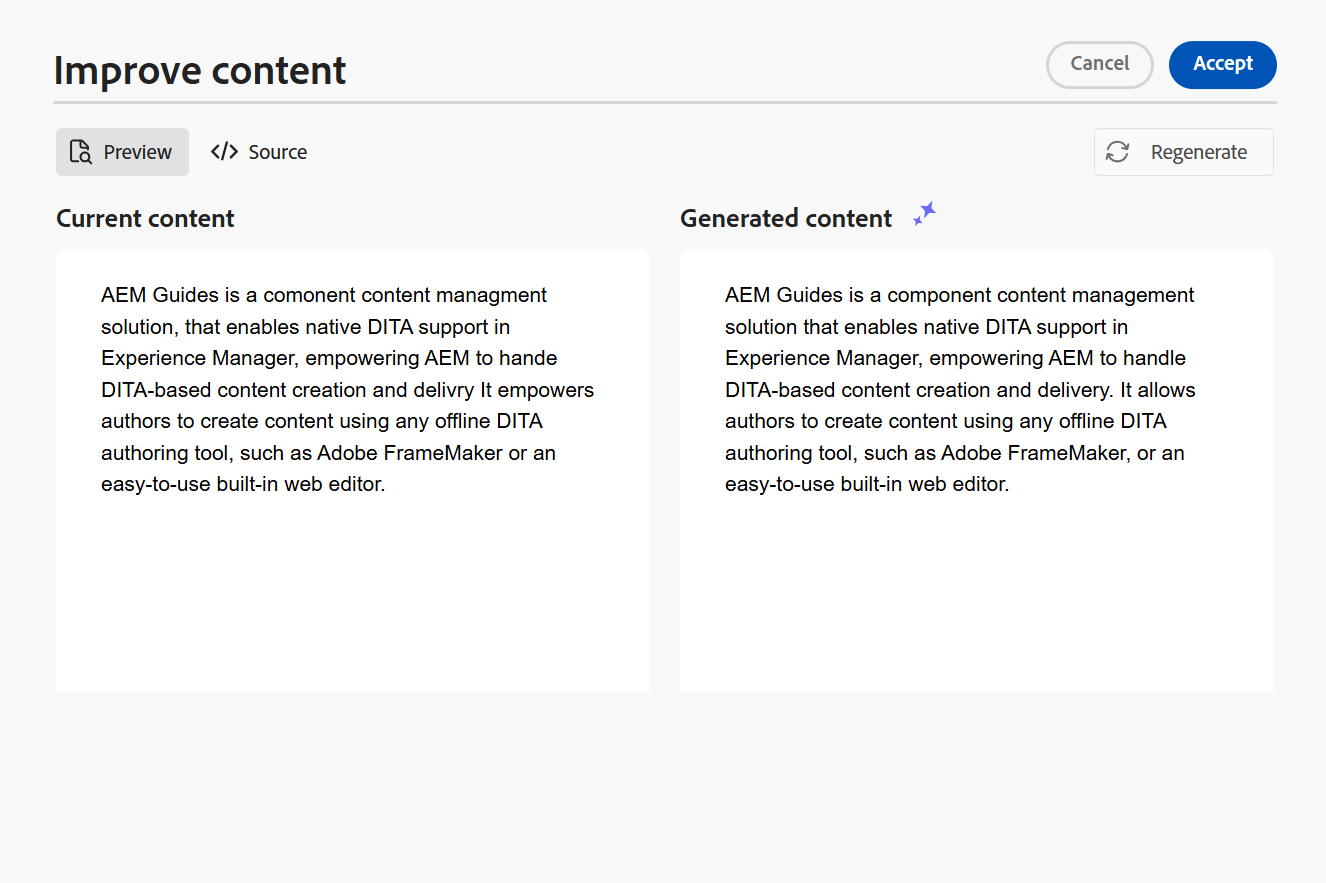 Improve content
Cancel
Accept
Preview
</> Source
Regenerate
Current content
Generated content
AEM Guides is a comonent content managment
solution, that enables native DITA support in
Experience Manager, empowering AEM to hande
DITA-based content creation and delivry It empowers
authors to create content using any offline DITA
authoring tool, such as Adobe FrameMaker or an
easy-to-use built-in web editor.
AEM Guides is a component content management
solution that enables native DITA support in
Experience Manager, empowering AEM to handle
DITA-based content creation and delivery. It allows
authors to create content using any offline DITA
authoring tool, such as Adobe FrameMaker, or an
easy-to-use built-in web editor.